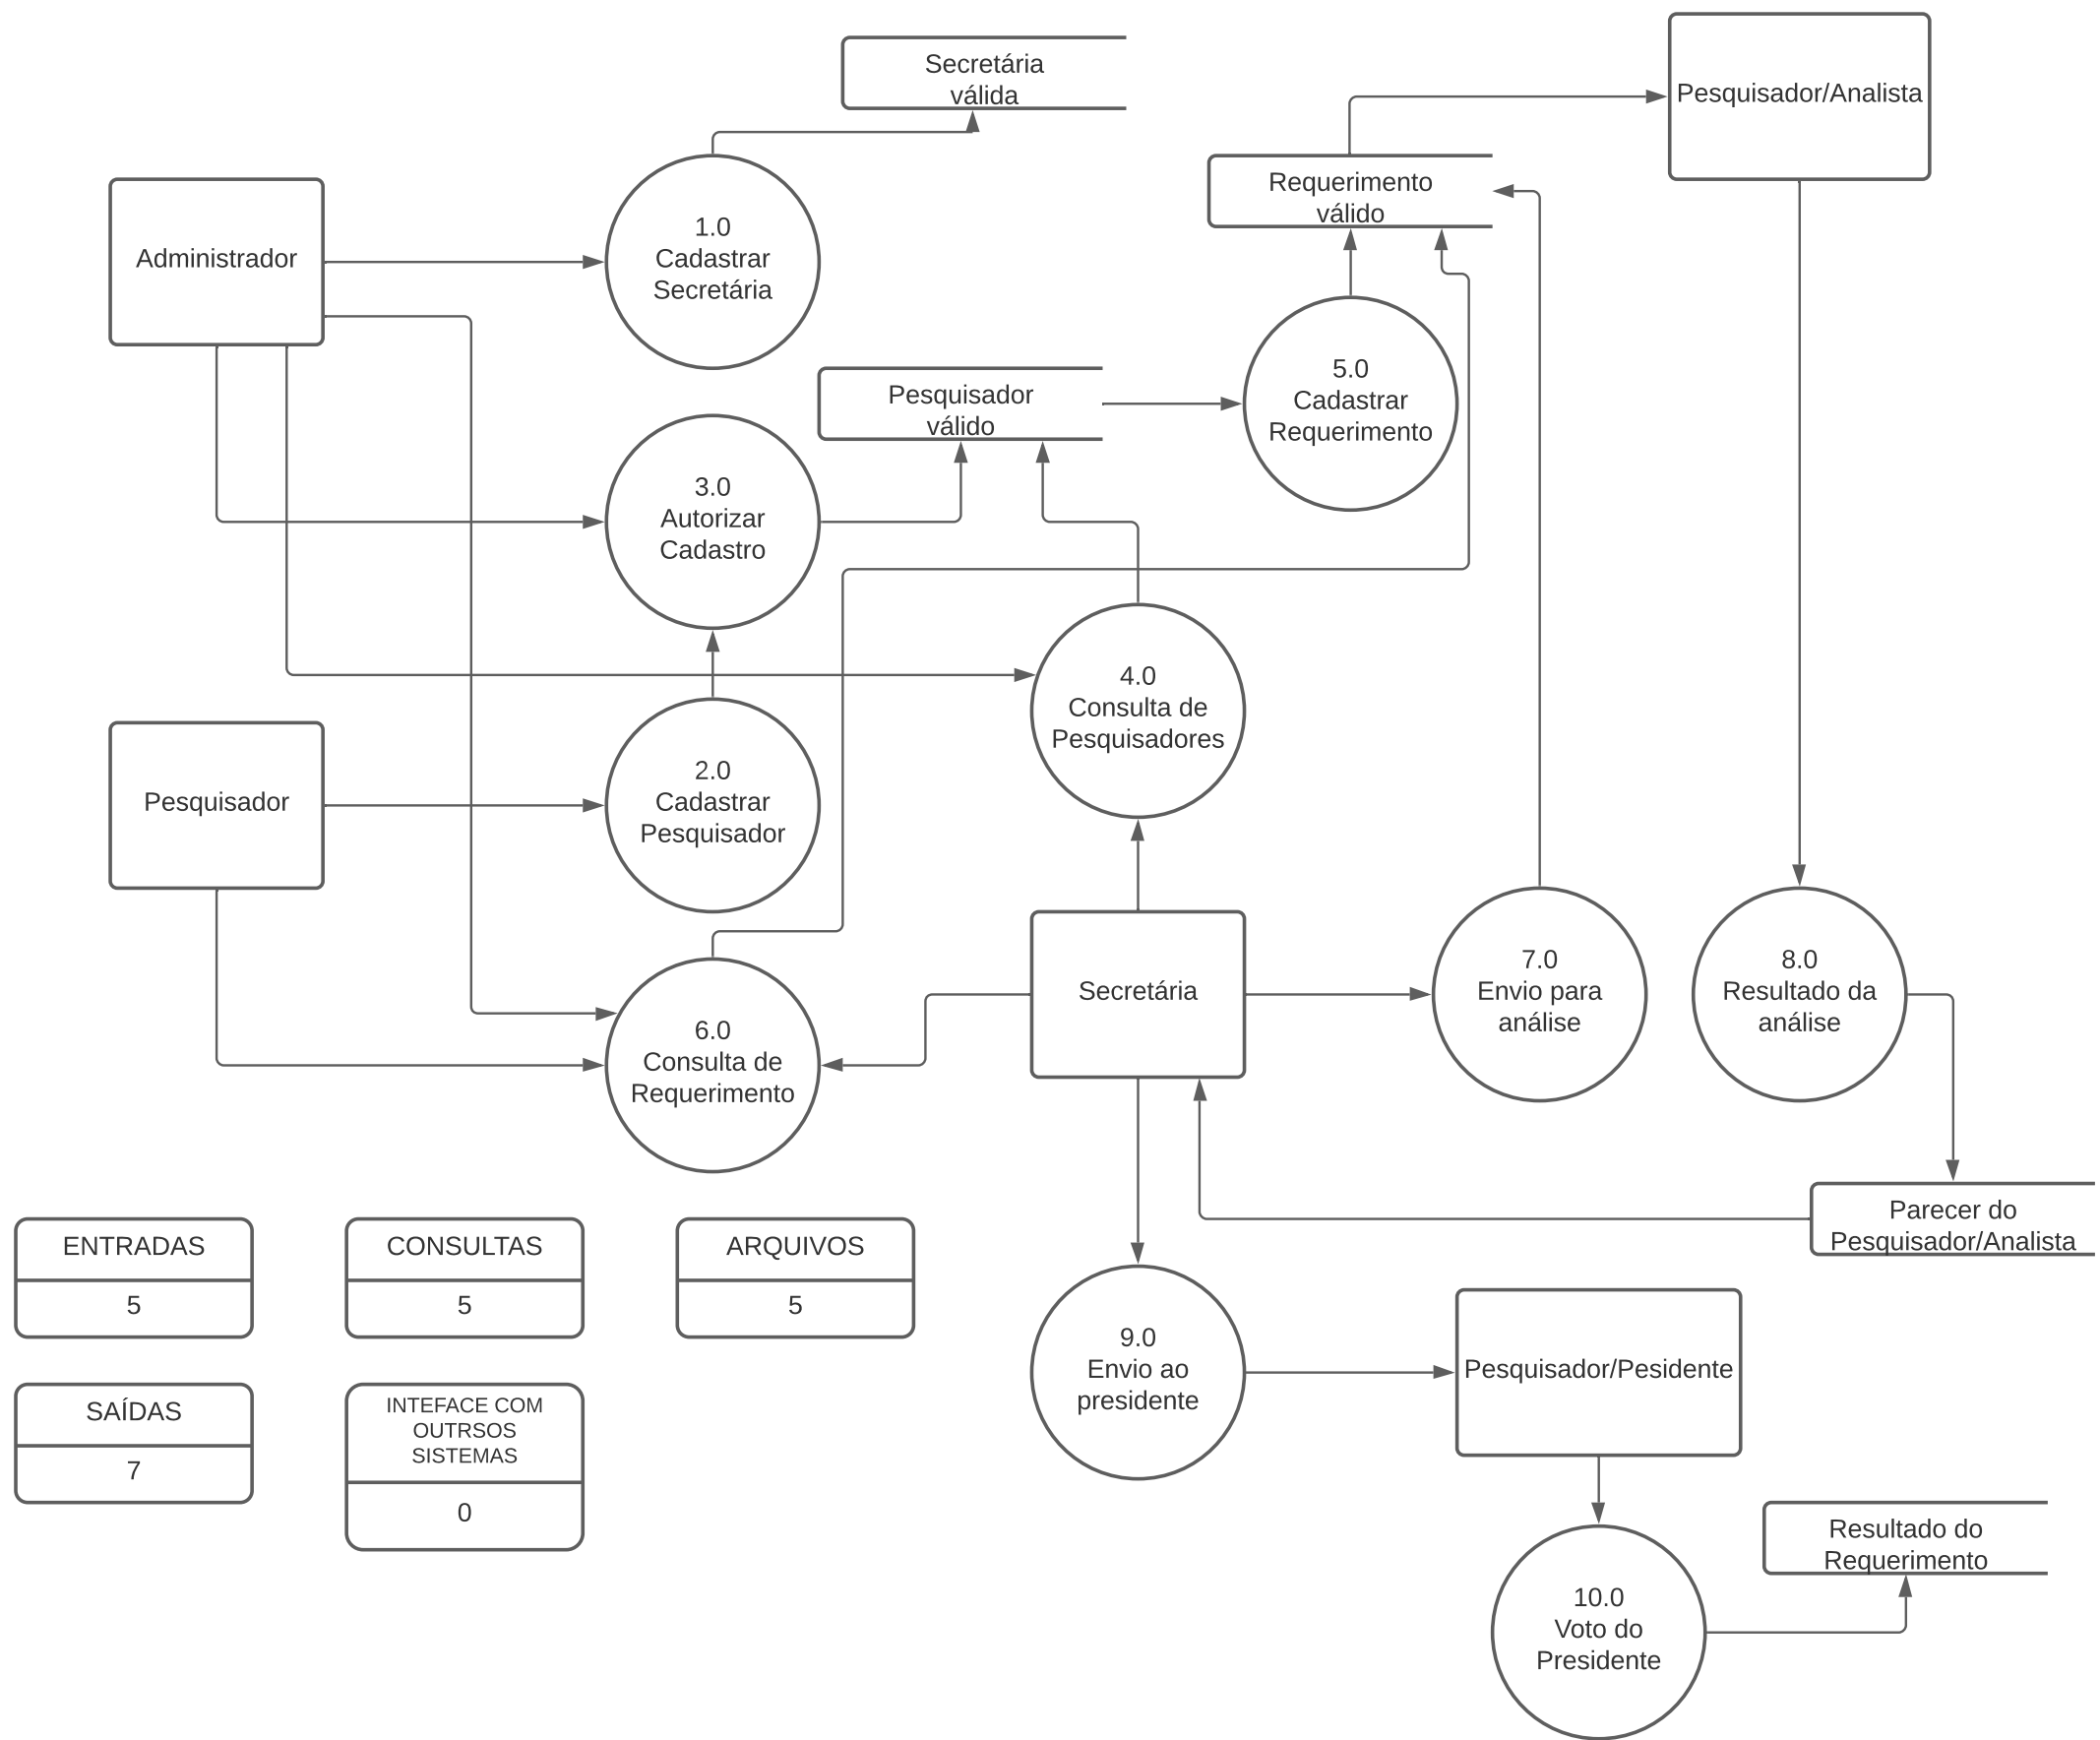 Secretária
válida
Pesquisador/Analista
Requerimento
válido
Administrador
1.0
Cadastrar
Secretária
Pesquisador
válido
5.0
Cadastrar
Requerimento
3.0
Autorizar
Cadastro
4.0
Consulta de
Pesquisadores
Pesquisador
2.0
Cadastrar
Pesquisador
Secretária
7.0
Envio para
análise
8.0
Resultado da
análise
6.0
Consulta de
Requerimento
Parecer do
Pesquisador/Analista
ENTRADAS
5
CONSULTAS
5
ARQUIVOS
5
9.0
Envio ao
presidente
Pesquisador/Pesidente
SAÍDAS
7
INTEFACE COM
OUTRSOS
SISTEMAS
0
Resultado do
Requerimento
10.0
Voto do
Presidente